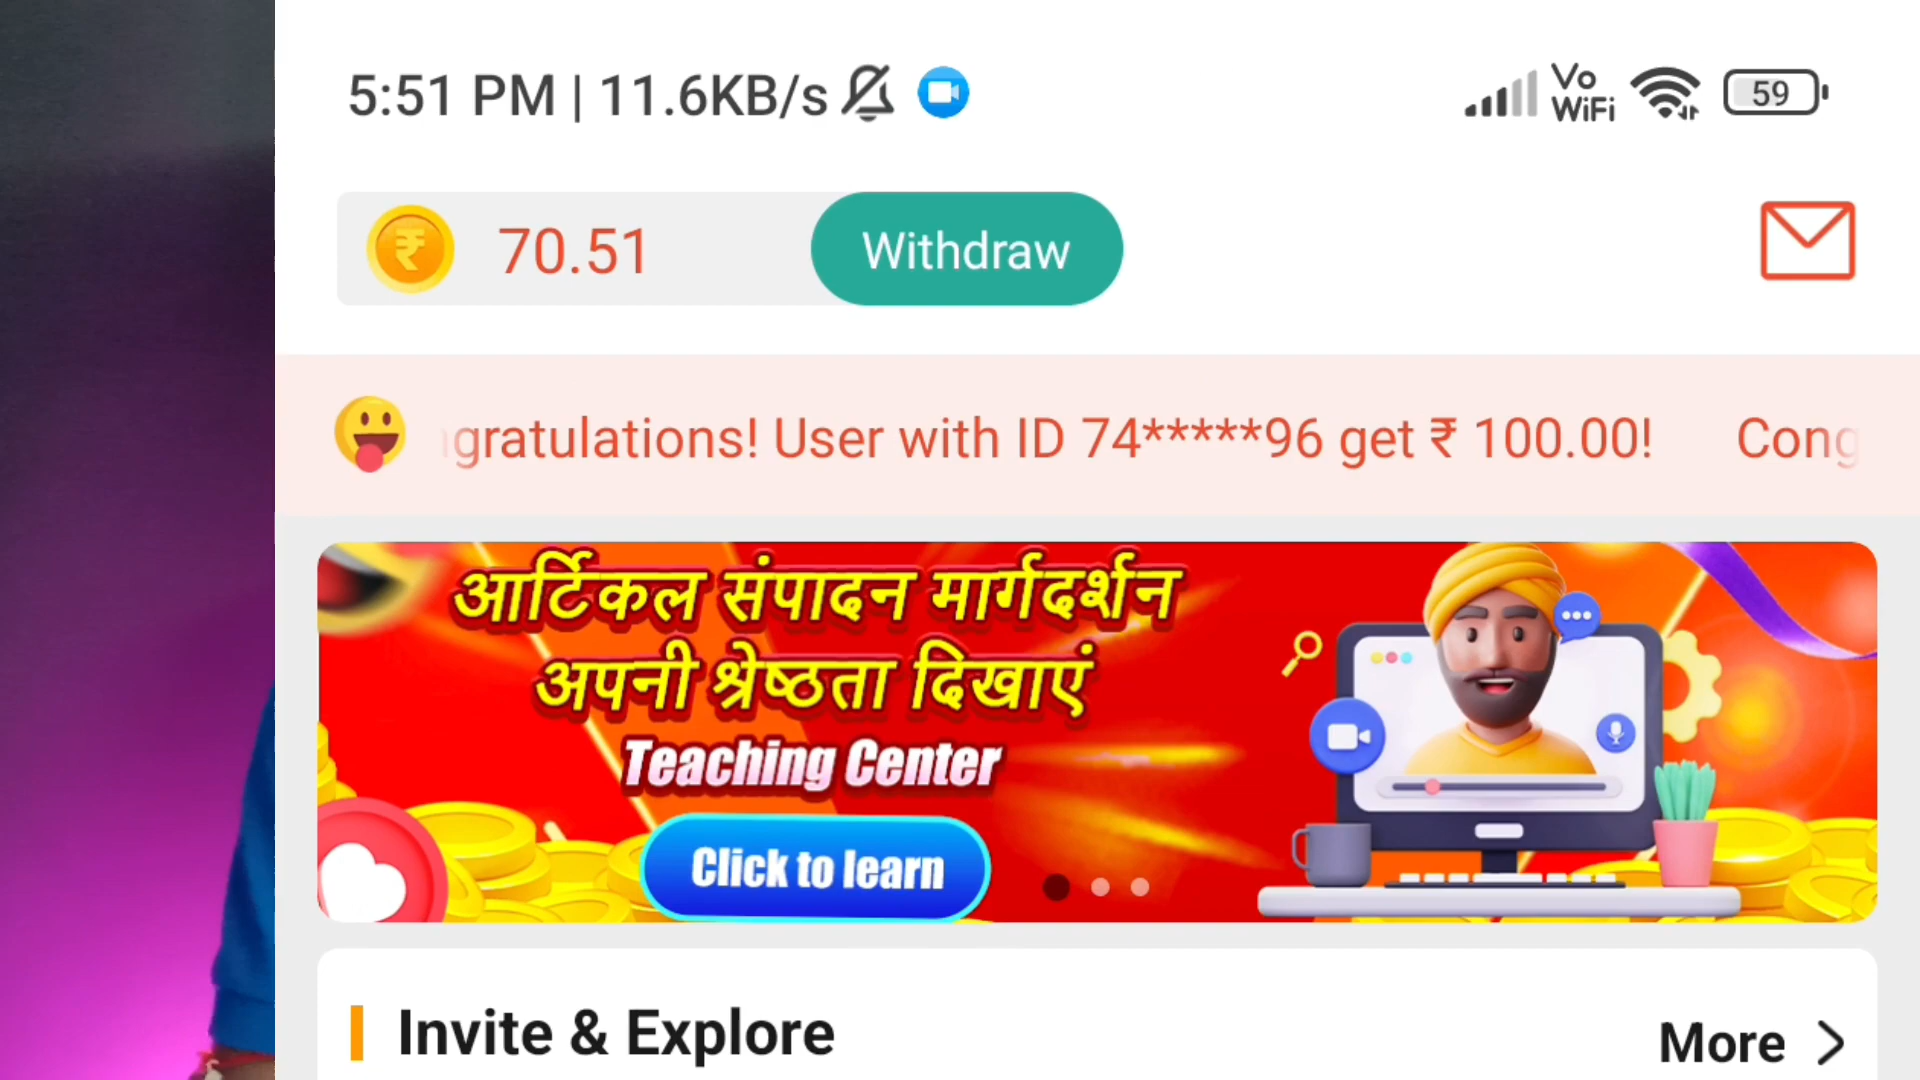 5:51 PM | 11.6KB/s
Vo
WiFi
59
70.51
Withdraw
gratulations! User with ID 74*****96 get ₹ 100.00!
Cong
आर्टिकल संपादन मार्गदर्शन
अपनी श्रेष्ठता दिखाएं
Teaching Center
Click to learn
Invite & Explore
More